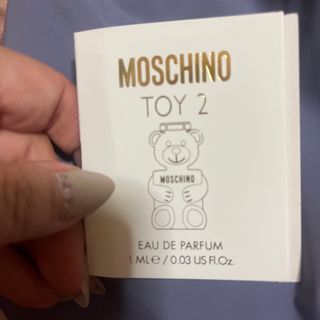 MOSCHINO
TOY 2
MOSCHINO
EAU DE PARFUM
1 ML℮ / 0.03 US Fl.Oz.